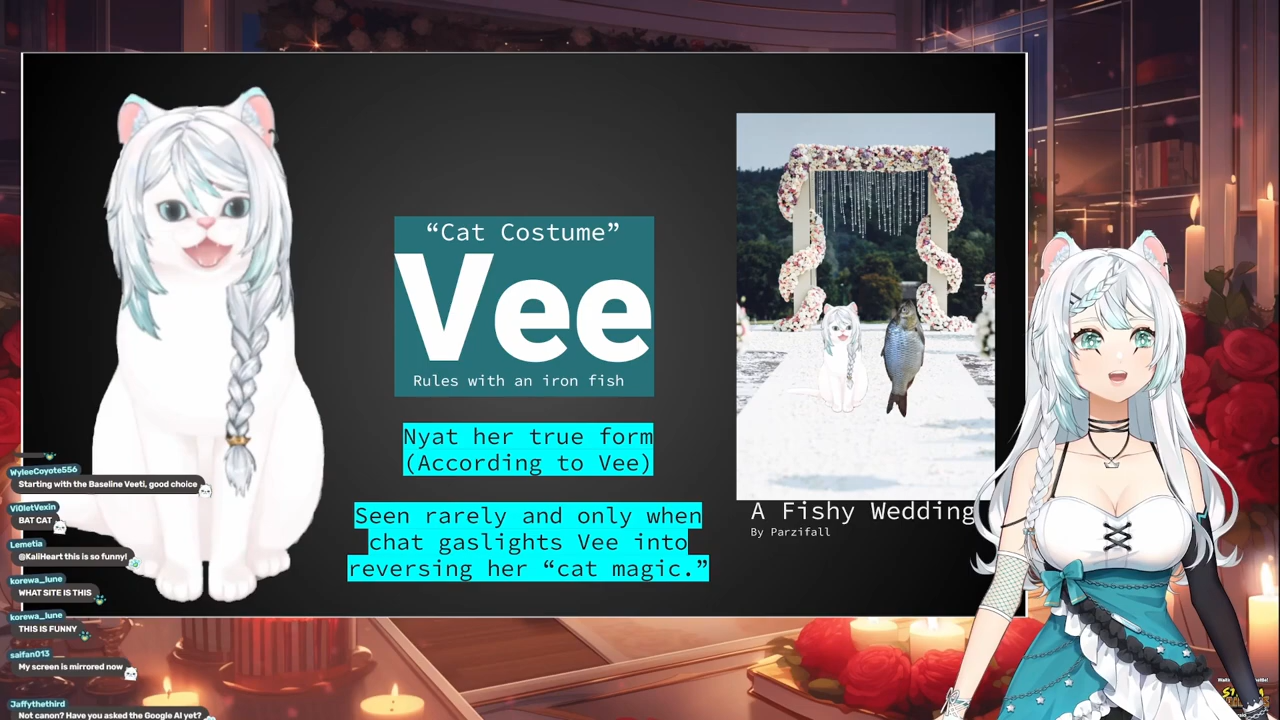 “Cat Costume”
Vee
Rules with an iron fish
Nyat her true form
(According to Vee)
Seen rarely and only when
chat gaslights Vee into
reversing her “cat magic.”
A Fishy Wedding
By Parzifall
WyleeCoyote556
Starting with the Baseline Veeti, good choice
Vi0letVexin
BAT CAT
Lemetia
@KaliHeart this is so funny!
korewa_lune
WHAT SITE IS THIS
korewa_lune
THIS IS FUNNY
saifan013
My screen is mirrored now
Jaffythethird
Not canon? Have you asked the Google AI yet?